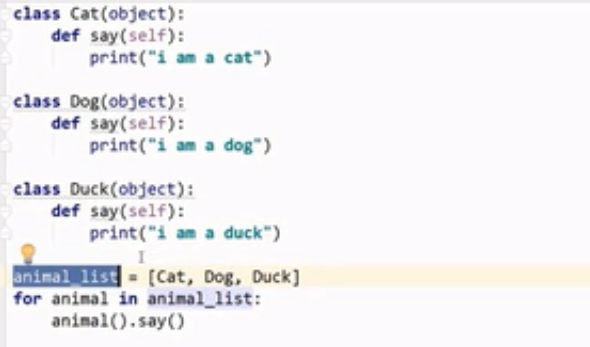 class Cat(object):
    def say(self):
        print("i am a cat")
class Dog(object):
    def say(self):
        print("i am a dog")
class Duck(object):
    def say(self):
        print("i am a duck")
animal_list = [Cat, Dog, Duck]
for animal in animal_list:
    animal().say()